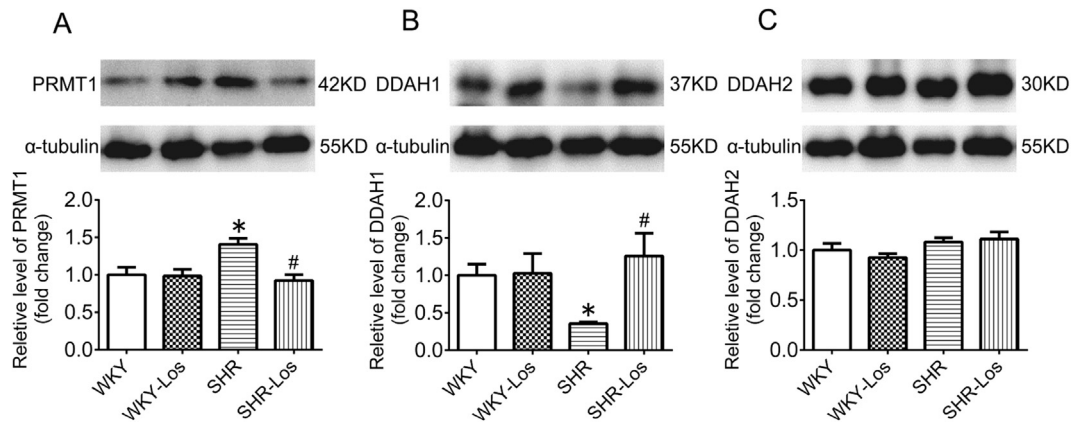 A
PRMT1 42KD
α-tubulin 55KD
Reletive level of PRMT1
(fold change)
2.0
1.5
1.0
0.5
0.0
*
#
WKY
WKY-Los
SHR
SHR-Los
B
DDAH1 37KD
α-tubulin 55KD
Reletive level of DDAH1
(fold change)
2.0
1.5
1.0
0.5
0.0
*
#
WKY
WKY-Los
SHR
SHR-Los
C
DDAH2 30KD
α-tubulin 55KD
Reletive level of DDAH2
(fold change)
1.5
1.0
0.5
0.0
WKY
WKY-Los
SHR
SHR-Los